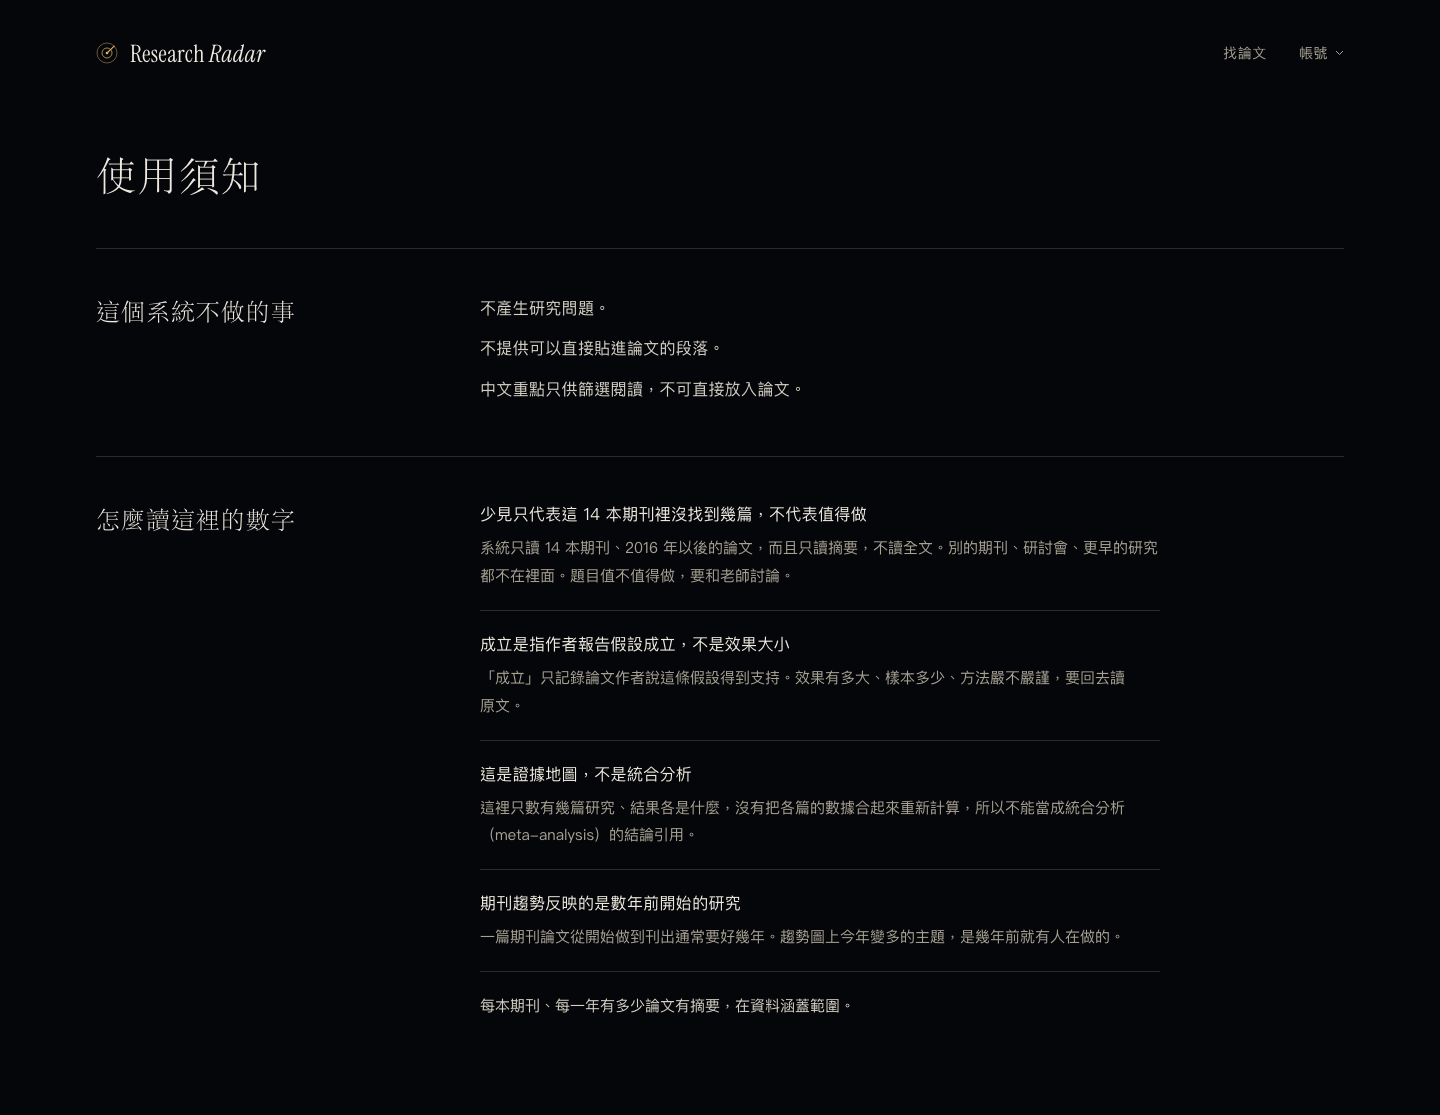 Research Radar
找論文
帳號
使用須知
這個系統不做的事
不產生研究問題。
不提供可以直接貼進論文的段落。
中文重點只供篩選閱讀，不可直接放入論文。
怎麼讀這裡的數字
少見只代表這 14 本期刊裡沒找到幾篇，不代表值得做
系統只讀 14 本期刊、2016 年以後的論文，而且只讀摘要，不讀全文。別的期刊、研討會、更早的研究
都不在裡面。題目值不值得做，要和老師討論。
成立是指作者報告假設成立，不是效果大小
「成立」只記錄論文作者說這條假設得到支持。效果有多大、樣本多少、方法嚴不嚴謹，要回去讀
原文。
這是證據地圖，不是統合分析
這裡只數有幾篇研究、結果各是什麼，沒有把各篇的數據合起來重新計算，所以不能當成統合分析
（meta-analysis）的結論引用。
期刊趨勢反映的是數年前開始的研究
一篇期刊論文從開始做到刊出通常要好幾年。趨勢圖上今年變多的主題，是幾年前就有人在做的。
每本期刊、每一年有多少論文有摘要，在資料涵蓋範圍。